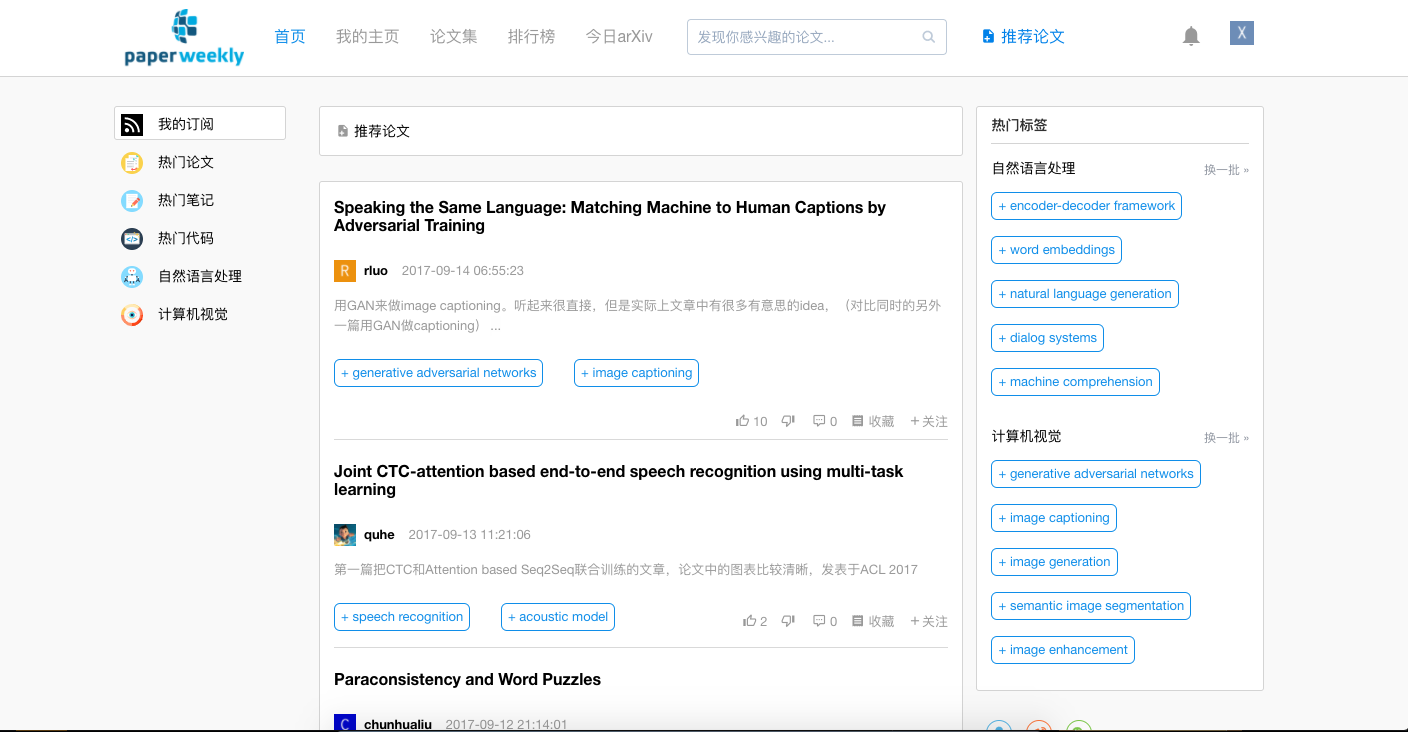 paperweekly
首页 我的主页 论文集 排行榜 今日arXiv 发现你感兴趣的论文... 推荐论文 X
我的订阅
热门论文
热门笔记
热门代码
自然语言处理
计算机视觉
推荐论文
Speaking the Same Language: Matching Machine to Human Captions by
Adversarial Training
R rluo 2017-09-14 06:55:23
用GAN来做image captioning。听起来很直接，但是实际上文章中有很多有意思的idea，（对比同时的另外
一篇用GAN做captioning） ...
+ generative adversarial networks + image captioning
10 0 收藏 +关注
Joint CTC-attention based end-to-end speech recognition using multi-task
learning
quhe 2017-09-13 11:21:06
第一篇把CTC和Attention based Seq2Seq联合训练的文章，论文中的图表比较清晰，发表于ACL 2017
+ speech recognition + acoustic model
2 0 收藏 +关注
Paraconsistency and Word Puzzles
C chunhualiu 2017-09-12 21:14:01
热门标签
自然语言处理 换一批 »
+ encoder-decoder framework
+ word embeddings
+ natural language generation
+ dialog systems
+ machine comprehension
计算机视觉 换一批 »
+ generative adversarial networks
+ image captioning
+ image generation
+ semantic image segmentation
+ image enhancement